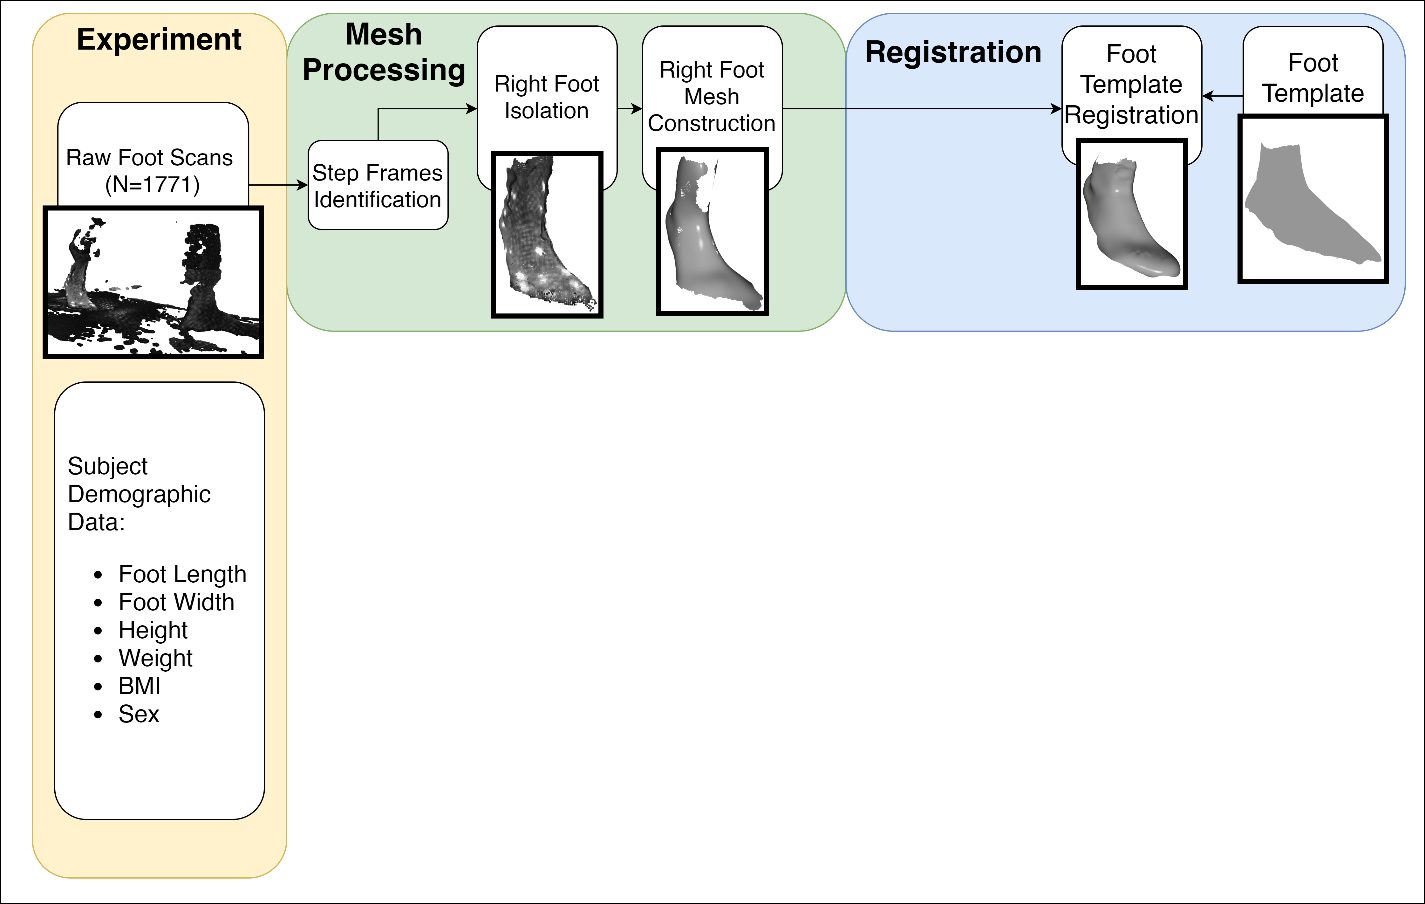 Experiment
Raw Foot Scans
(N=1771)
Subject
Demographic
Data:
• Foot Length
• Foot Width
• Height
• Weight
• BMI
• Sex
Mesh
Processing
Step Frames
Identification
Right Foot
Isolation
Right Foot
Mesh
Construction
Registration
Foot
Template
Registration
Foot
Template